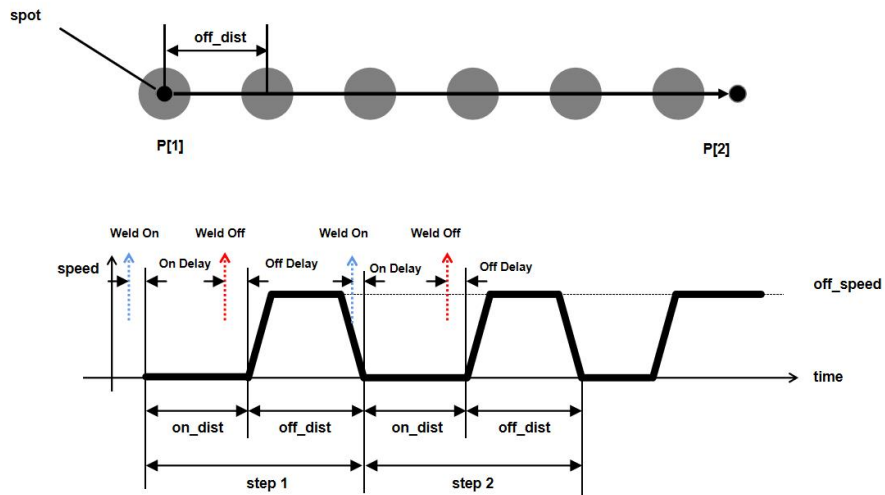 spot
off_dist
P[1]
P[2]
Weld On
Weld Off
Weld On
Weld Off
speed
On Delay
Off Delay
On Delay
Off Delay
off_speed
time
on_dist
off_dist
on_dist
off_dist
step 1
step 2